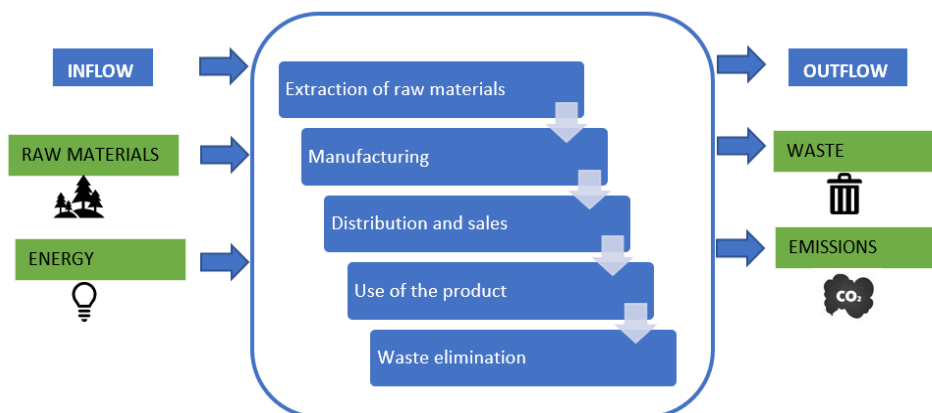 INFLOW
OUTFLOW
Extraction of raw materials
RAW MATERIALS
Manufacturing
WASTE
Distribution and sales
ENERGY
EMISSIONS
Use of the product
CO₂
Waste elimination